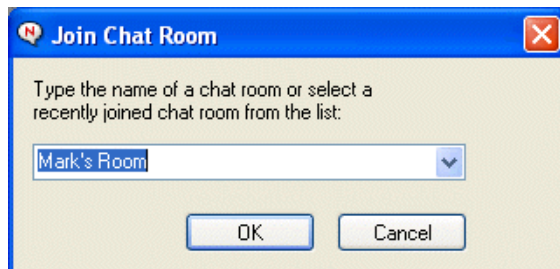 Join Chat Room
Type the name of a chat room or select a
recently joined chat room from the list:
Mark's Room
OK Cancel